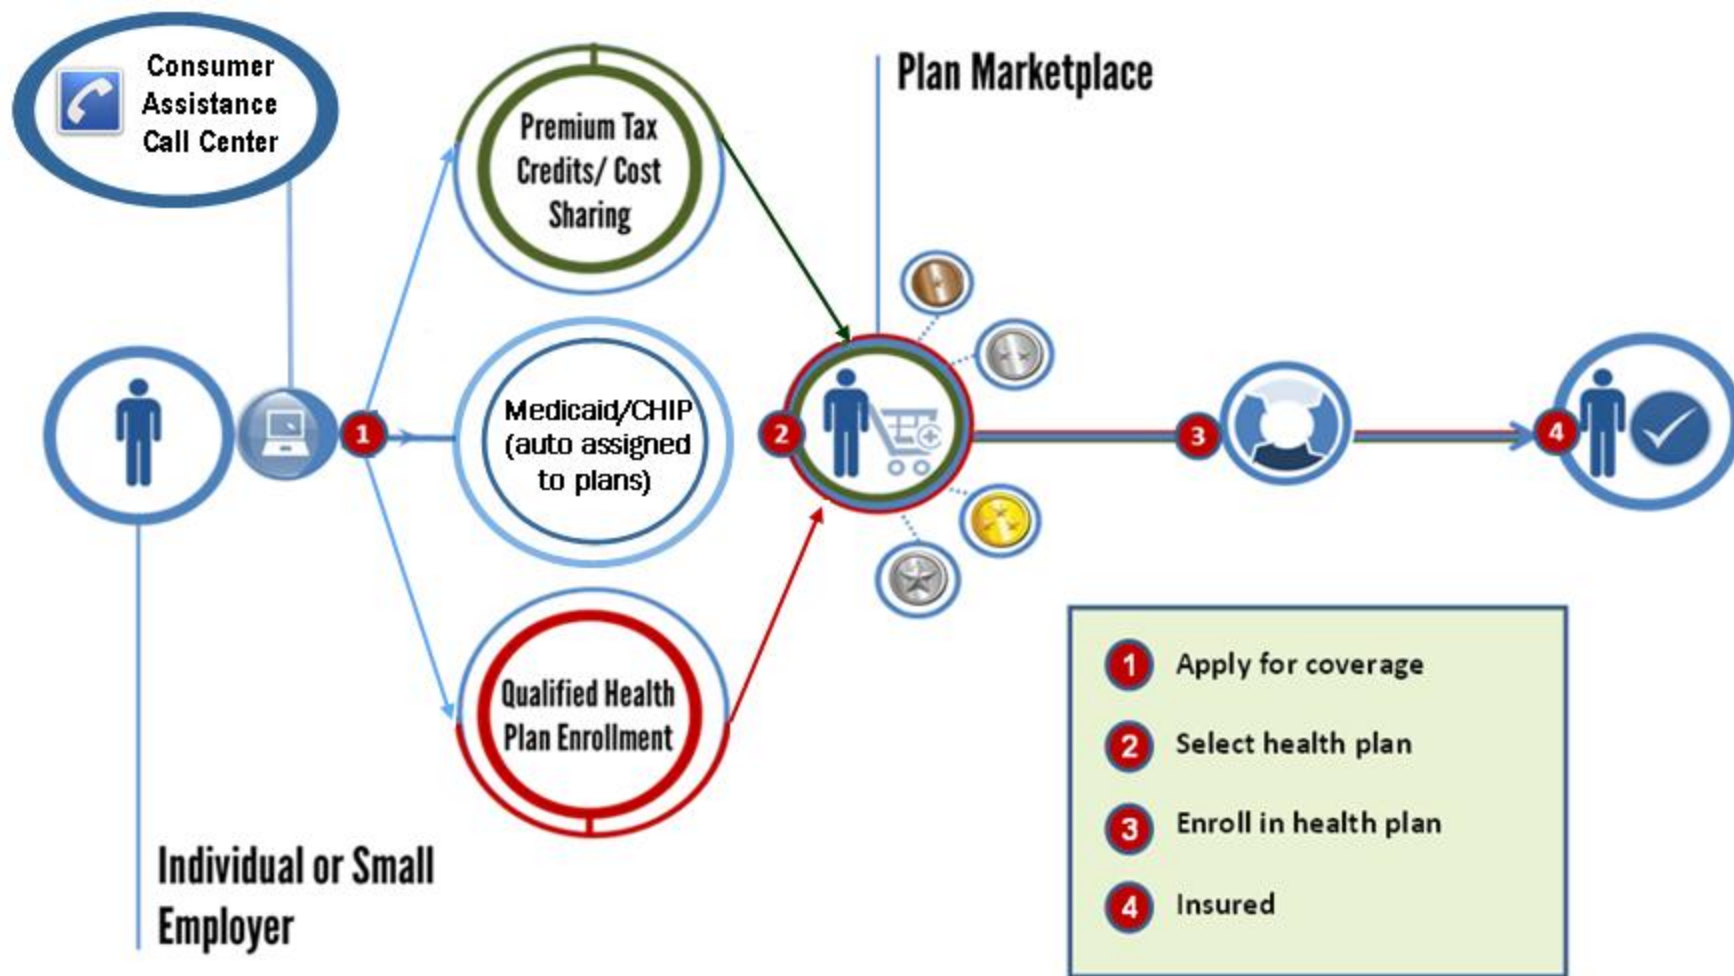 Consumer
Assistance
Call Center
Premium Tax
Credits/ Cost
Sharing
Plan Marketplace
1
Medicaid/CHIP
(auto assigned
to plans)
2
3
4
Qualified Health
Plan Enrollment
Individual or Small
Employer
1 Apply for coverage
2 Select health plan
3 Enroll in health plan
4 Insured